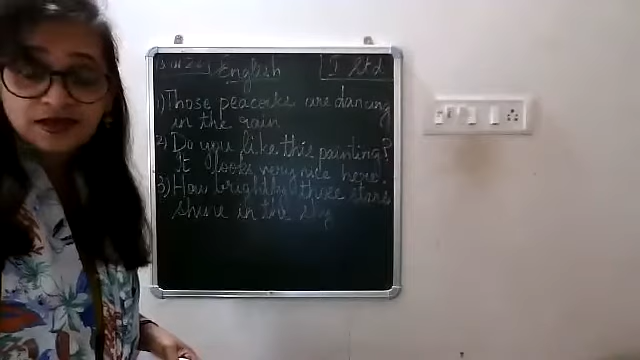 English I Std
1) Those peacocks are dancing
in the rain
2) Do you like this painting?
It looks very nice here.
3) How brightly those stars
shine in the sky